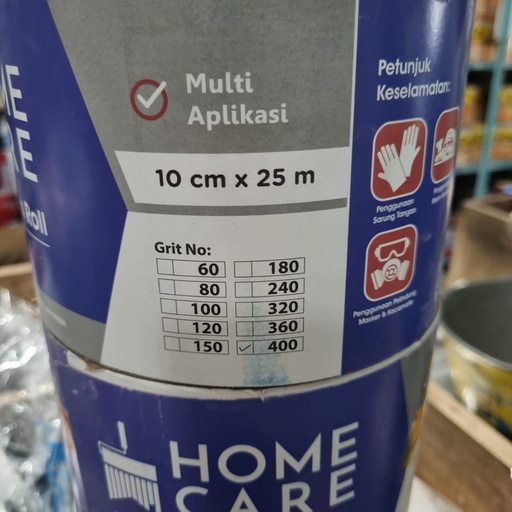 Multi
Aplikasi
10 cm x 25 m
Grit No:
60 180
80 240
100 320
120 360
150 400
Petunjuk
Keselamatan:
Penggunaan
Sarung Tangan
Penggunaan Pelindung
Masker & Kacamata
Roll
HOME
CARE